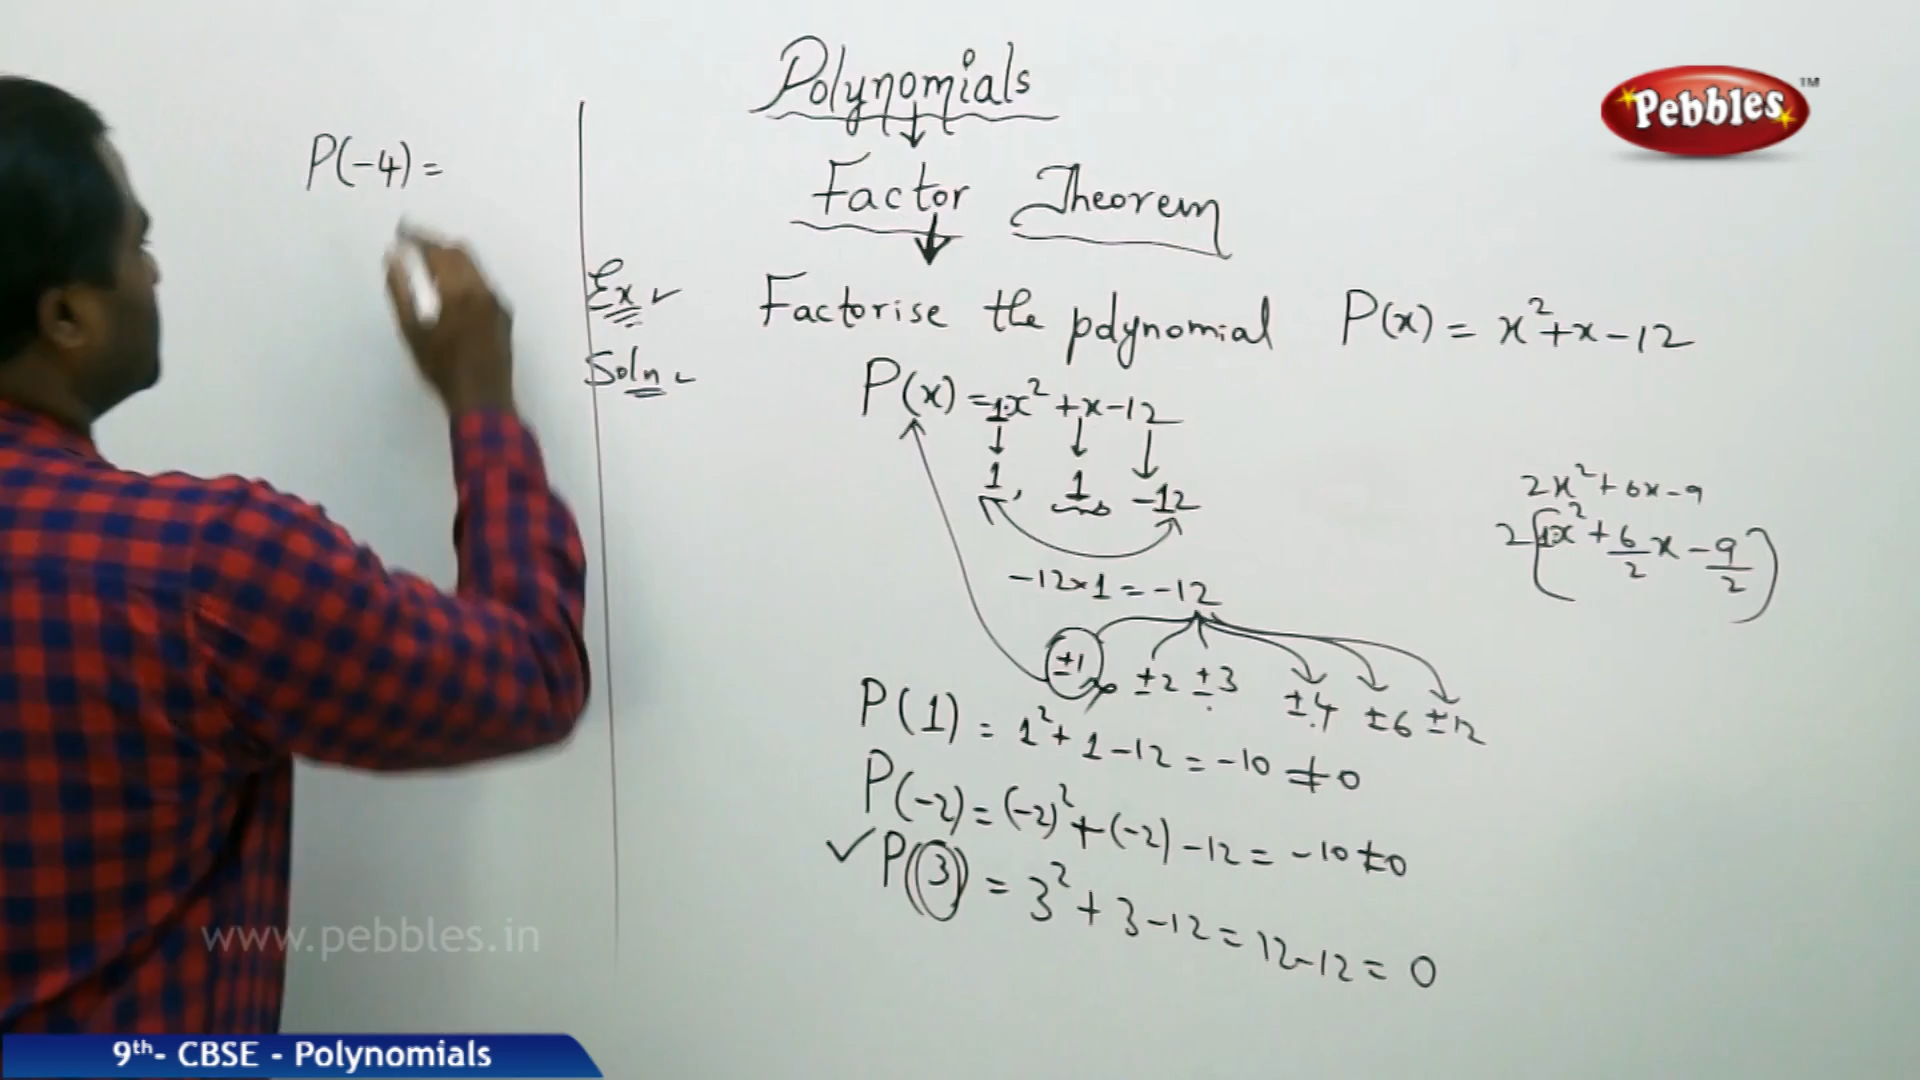 Polynomials
Factor Theorem
Ex
Factorise the polynomial P(x) = x²+x-12
Soln
P(x) = 1x² +x-12
1, 1, -12
-12×1 = -12
±1, ±2 ±3 ±4 ±6 ±12
P(1) = 1²+1-12 = -10 ≠ 0
P(-2) = (-2)²+(-2)-12 = -10 ≠0
✓ P(3) = 3²+3-12 = 12-12 = 0
2x²+6x-9
2(1x²+6/2x-9/2)
P(-4) =
Pebbles™
www.pebbles.in
9th- CBSE - Polynomials